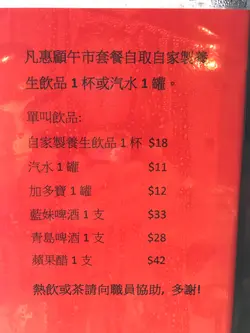 凡惠顧午市套餐自取自家製養
生飲品 1 杯或汽水 1 罐。
單叫飲品:
自家製養生飲品 1 杯 $18
汽水 1 罐 $11
加多寶 1 罐 $12
藍妹啤酒 1 支 $33
青島啤酒 1 支 $28
蘋果醋 1 支 $42
熱飲或茶請向職員協助, 多謝!